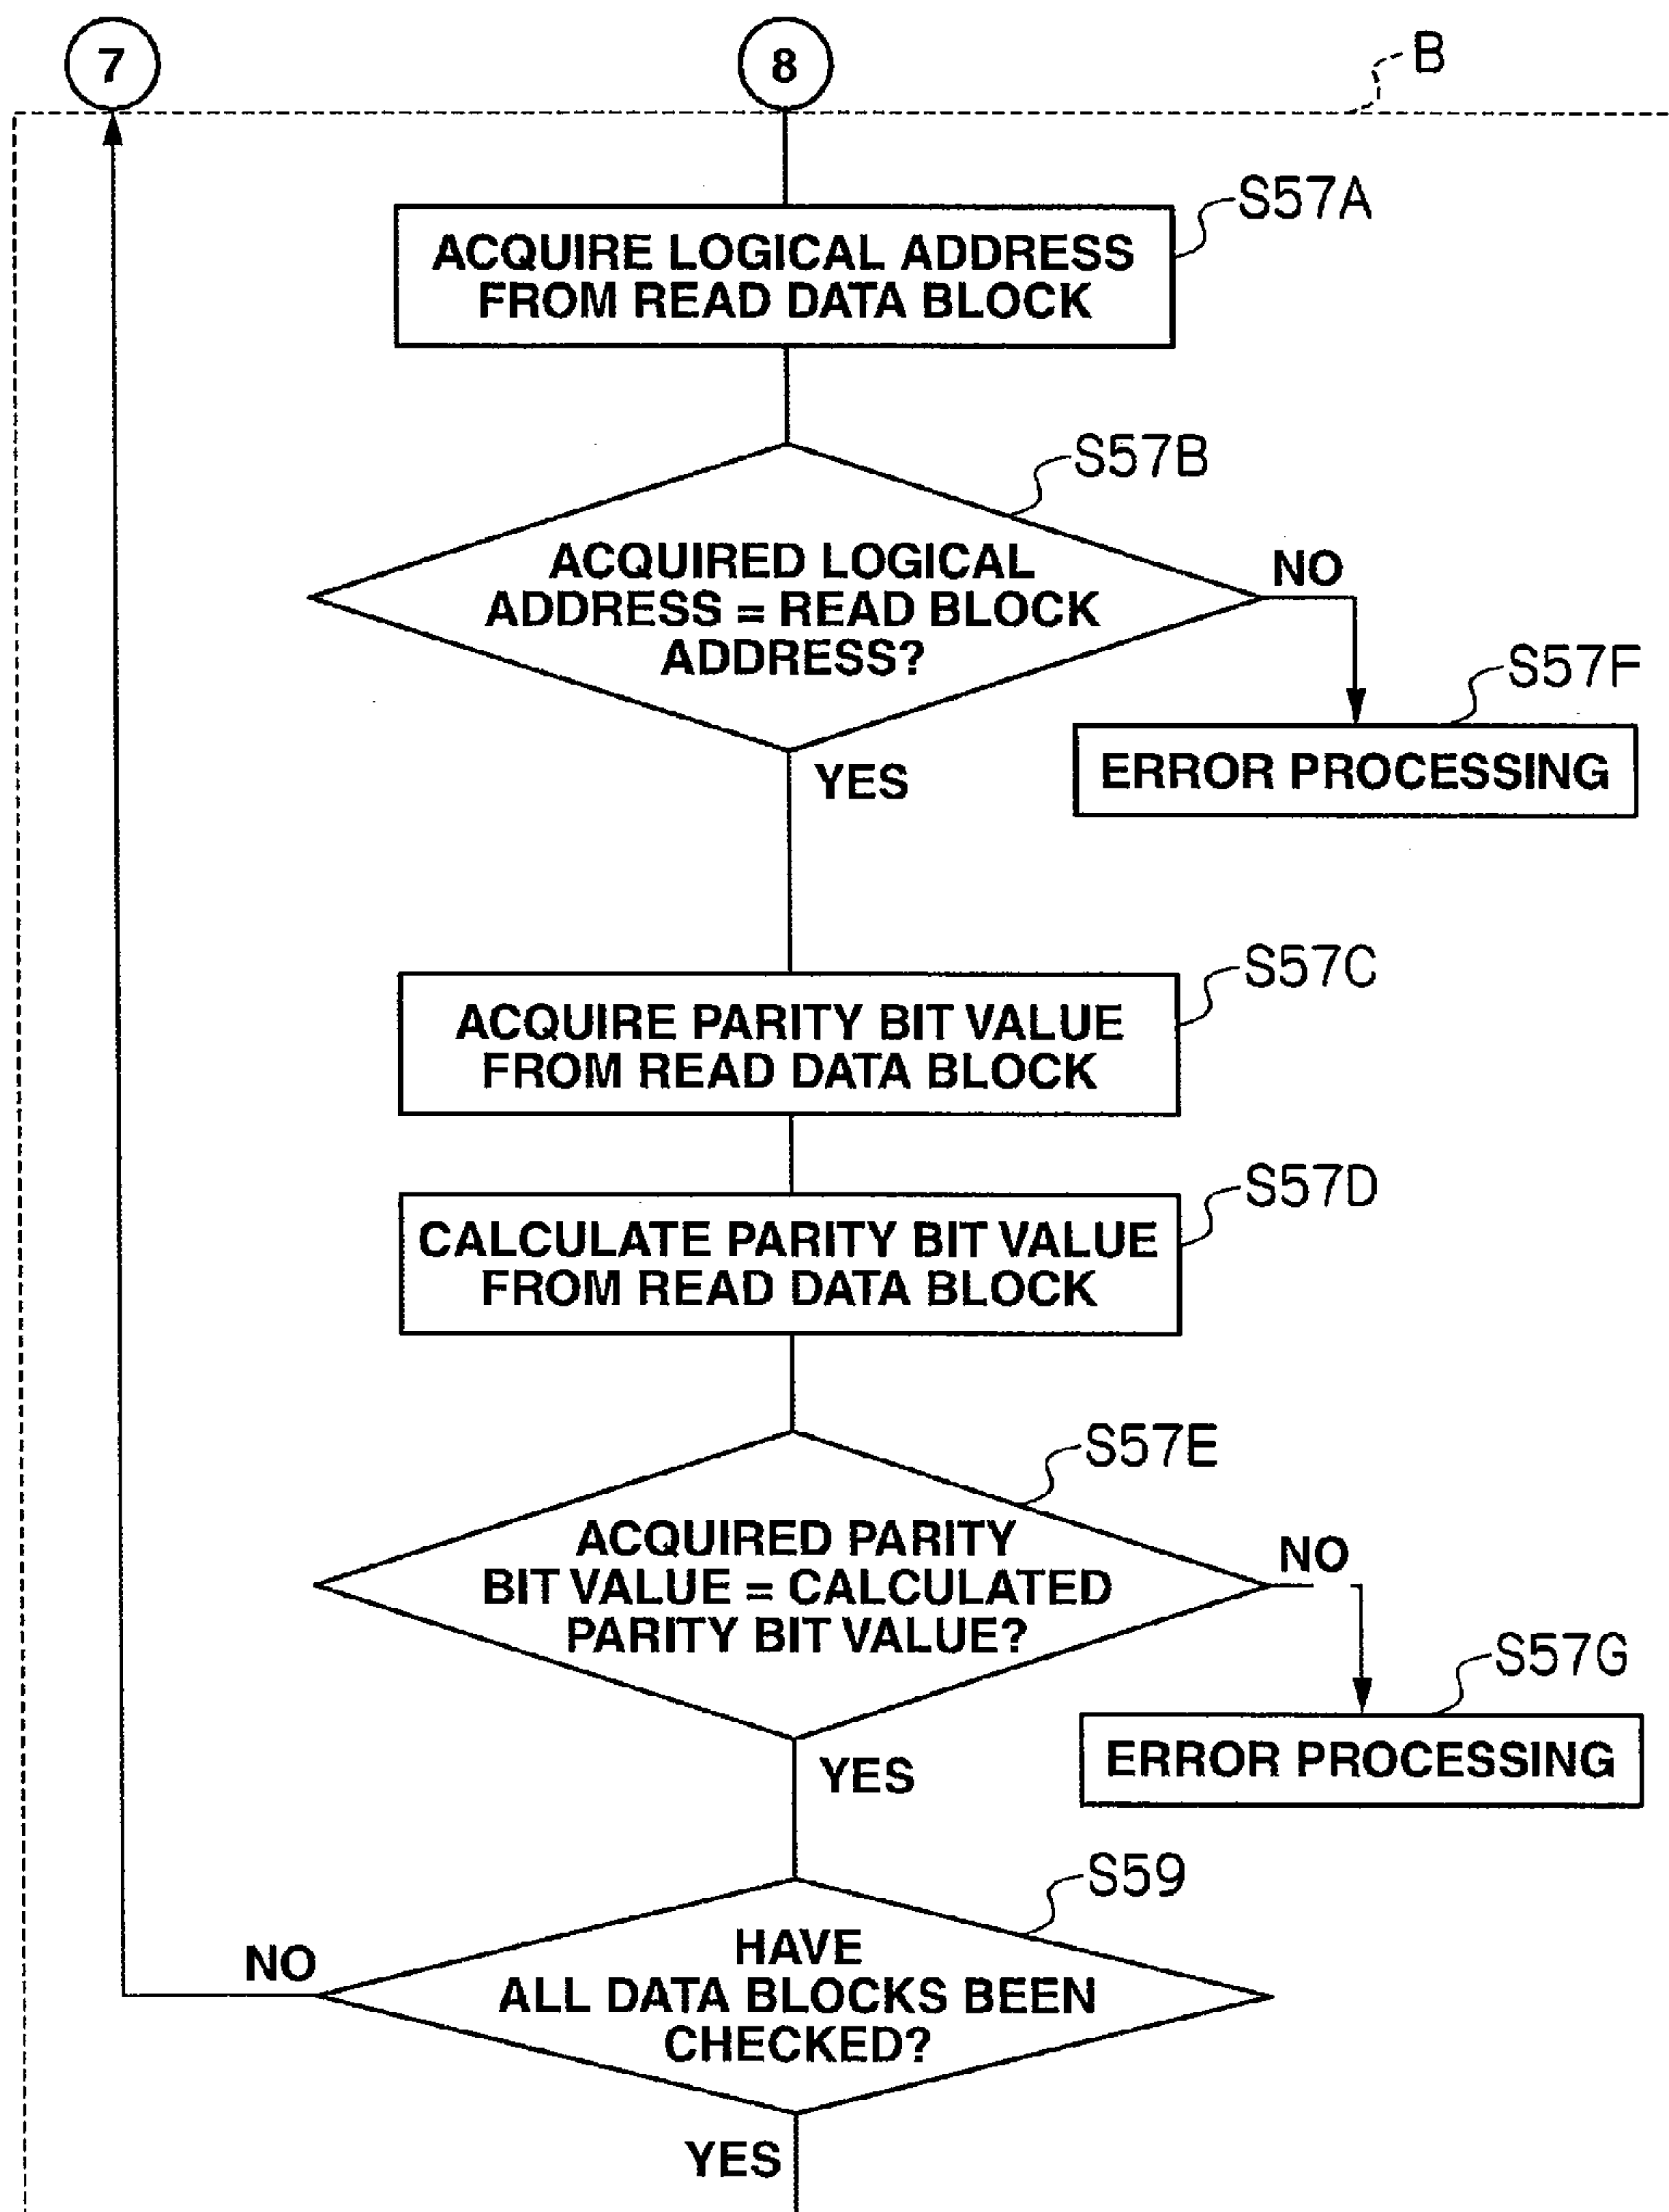 7
8
B
S57A
ACQUIRE LOGICAL ADDRESS
FROM READ DATA BLOCK
S57B
ACQUIRED LOGICAL
ADDRESS = READ BLOCK
ADDRESS?
NO
S57F
ERROR PROCESSING
YES
S57C
ACQUIRE PARITY BIT VALUE
FROM READ DATA BLOCK
S57D
CALCULATE PARITY BIT VALUE
FROM READ DATA BLOCK
S57E
ACQUIRED PARITY
BIT VALUE = CALCULATED
PARITY BIT VALUE?
NO
S57G
ERROR PROCESSING
YES
S59
HAVE
ALL DATA BLOCKS BEEN
CHECKED?
NO
YES